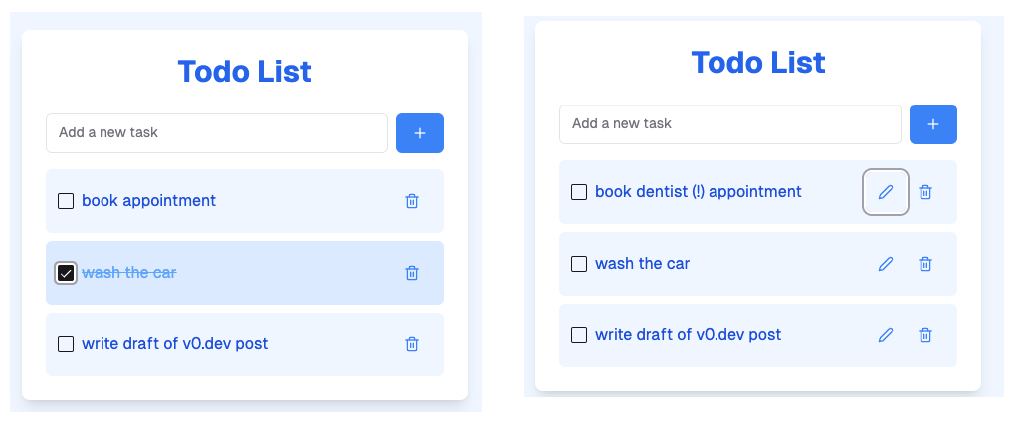 Todo List
Add a new task
book appointment
wash the car
write draft of v0.dev post
Todo List
Add a new task
book dentist (!) appointment
wash the car
write draft of v0.dev post